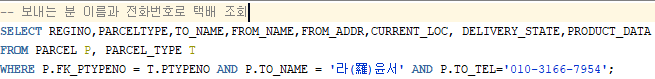 -- 보내는 분 이름과 전화번호로 택배 조회
SELECT REGINO,PARCELTYPE,TO_NAME,FROM_NAME,FROM_ADDR,CURRENT_LOC, DELIVERY_STATE,PRODUCT_DATA
FROM PARCEL P, PARCEL_TYPE T
WHERE P.FK_PTYPENO = T.PTYPENO AND P.TO_NAME = '라(羅)윤서' AND P.TO_TEL='010-3166-7954';